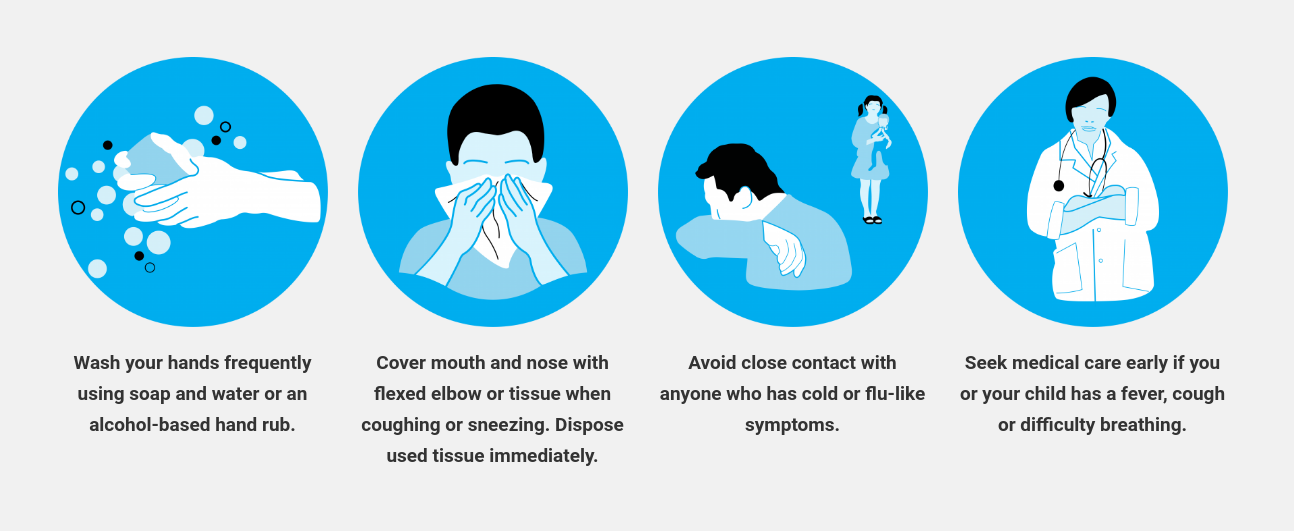 Wash your hands frequently
using soap and water or an
alcohol-based hand rub.
Cover mouth and nose with
flexed elbow or tissue when
coughing or sneezing. Dispose
used tissue immediately.
Avoid close contact with
anyone who has cold or flu-like
symptoms.
Seek medical care early if you
or your child has a fever, cough
or difficulty breathing.